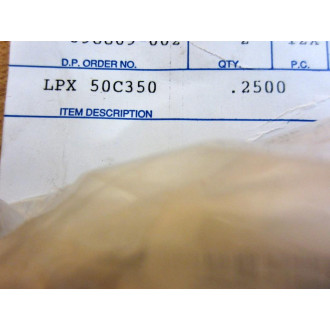 D.P. ORDER NO. QTY. P.C.
LPX 50C350 .2500
ITEM DESCRIPTION